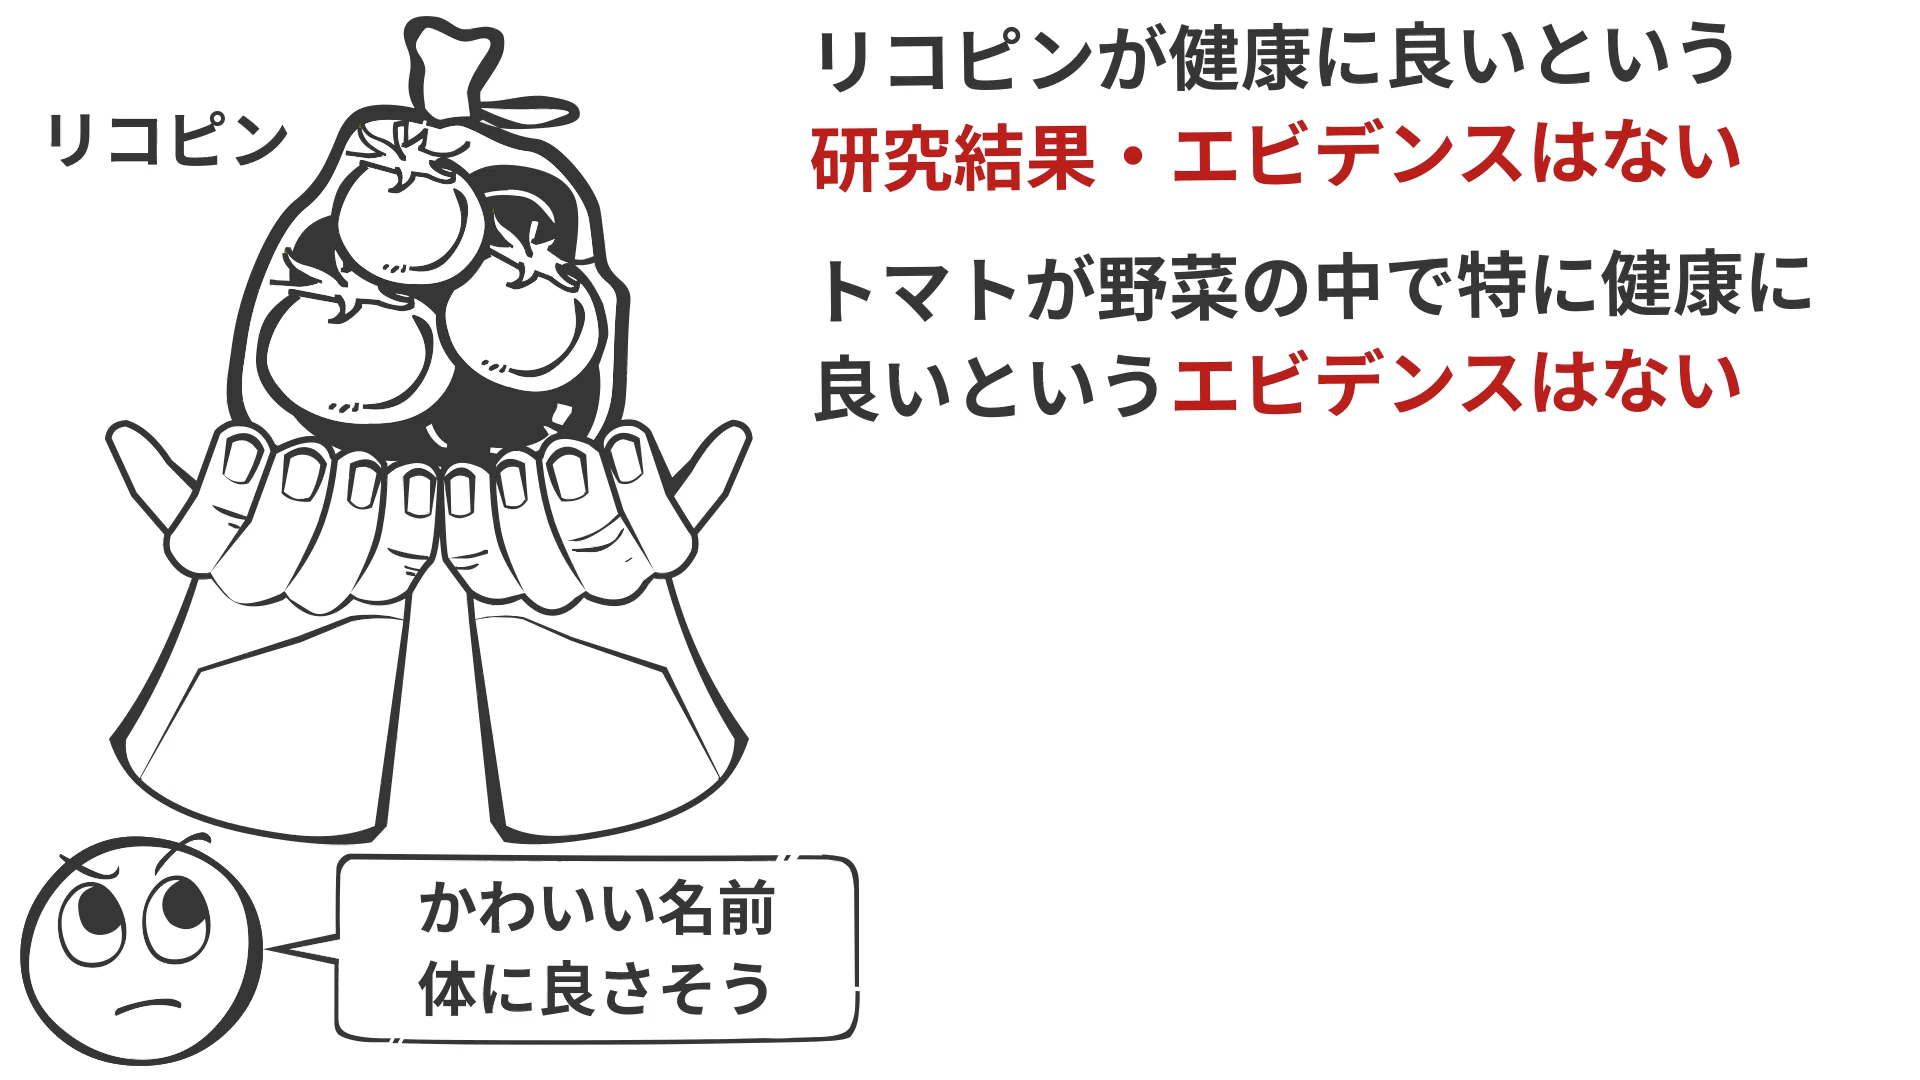 リコピン
リコピンが健康に良いという
研究結果・エビデンスはない
トマトが野菜の中で特に健康に
良いというエビデンスはない
かわいい名前
体に良さそう